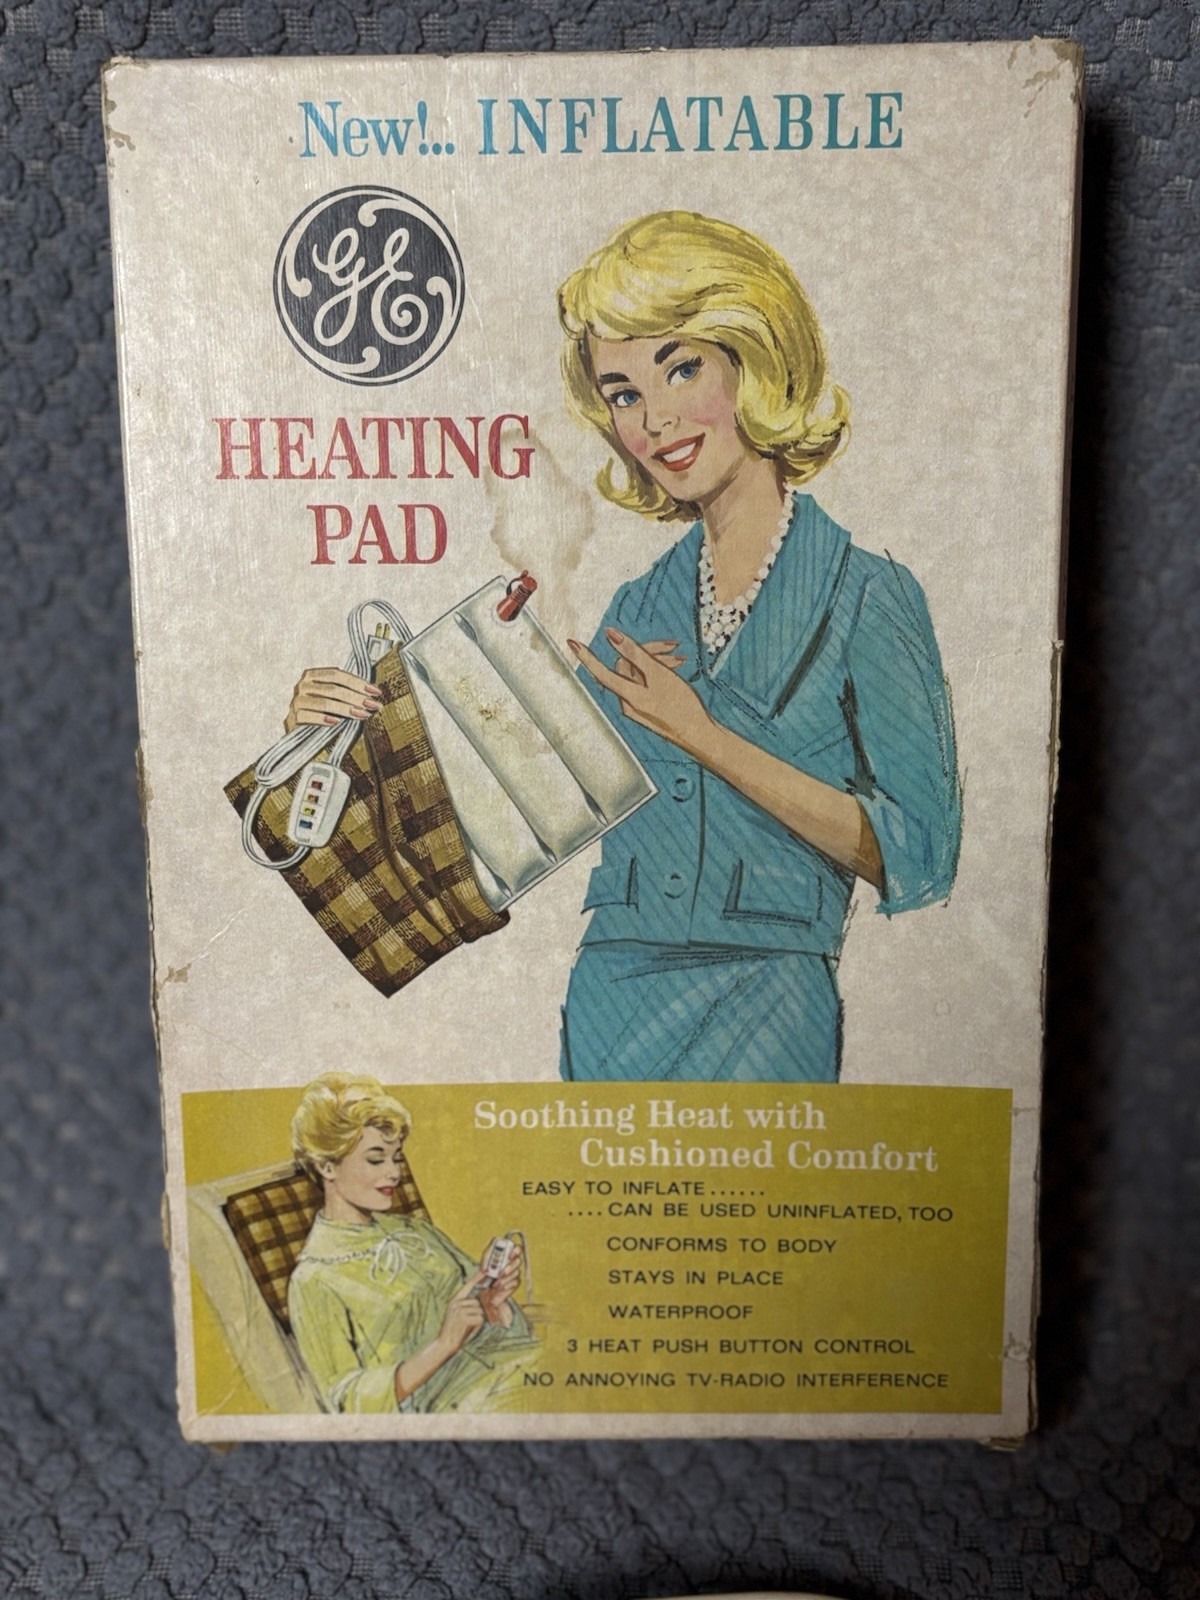 New!... INFLATABLE
GE
HEATING
PAD
Soothing Heat with
Cushioned Comfort
EASY TO INFLATE......
....CAN BE USED UNINFLATED, TOO
CONFORMS TO BODY
STAYS IN PLACE
WATERPROOF
3 HEAT PUSH BUTTON CONTROL
NO ANNOYING TV-RADIO INTERFERENCE